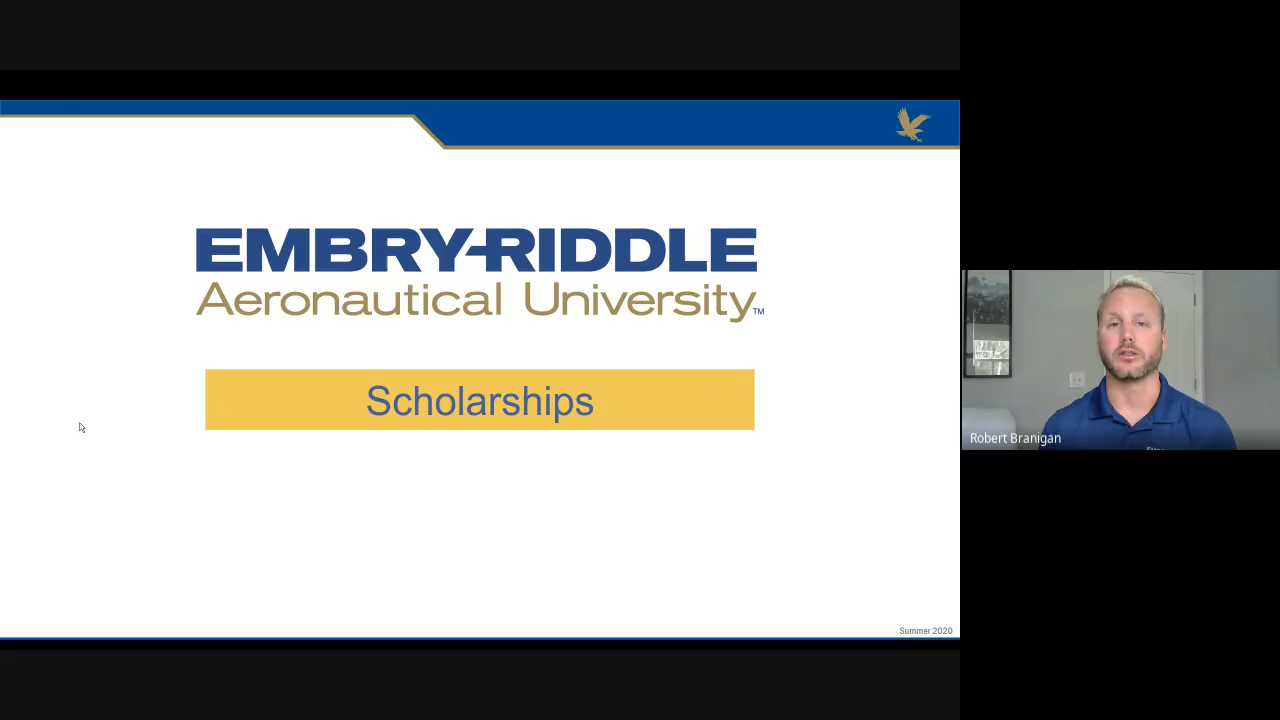 EMBRY-RIDDLE
Aeronautical University™
Scholarships
Summer 2020
Robert Branigan